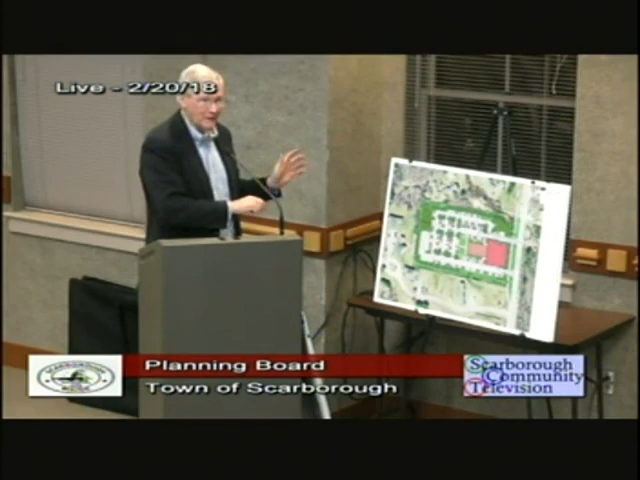 Live - 2/20/18
Planning Board
Town of Scarborough
Scarborough
Community
Television